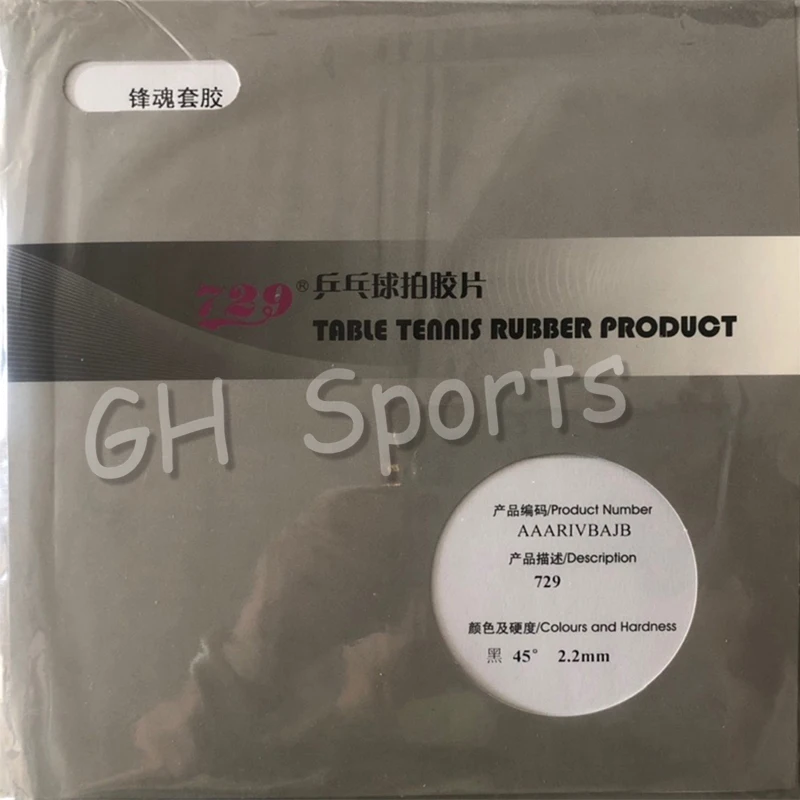 锋魂套胶
729® 乒乓球拍胶片
TABLE TENNIS RUBBER PRODUCT
GH Sports
产品编码/Product Number
AAARIVBAJB
产品描述/Description
729
颜色及硬度/Colours and Hardness
黑 45° 2.2mm